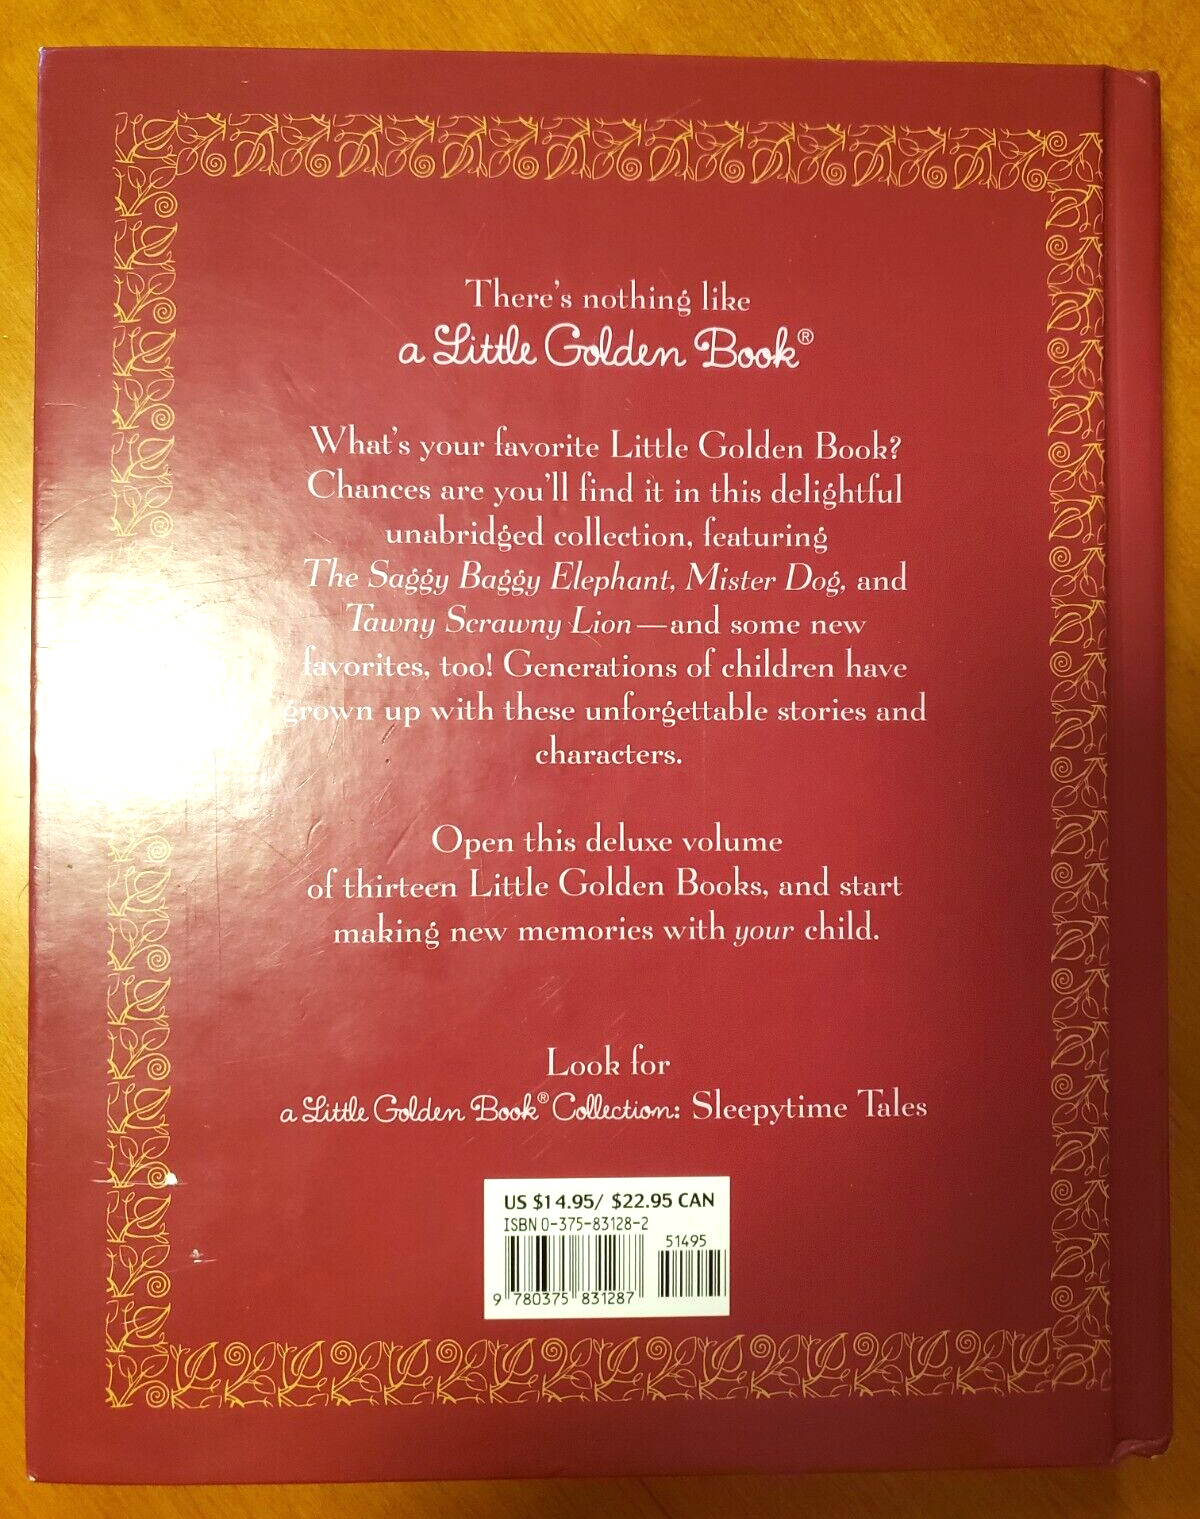 There's nothing like
a Little Golden Book®
What's your favorite Little Golden Book?
Chances are you'll find it in this delightful
unabridged collection, featuring
The Saggy Baggy Elephant, Mister Dog, and
Tawny Scrawny Lion—and some new
favorites, too! Generations of children have
grown up with these unforgettable stories and
characters.
Open this deluxe volume
of thirteen Little Golden Books, and start
making new memories with your child.
Look for
a Little Golden Book® Collection: Sleepytime Tales
US $14.95/ $22.95 CAN
ISBN 0-375-83128-2
51495
9 780375 831287